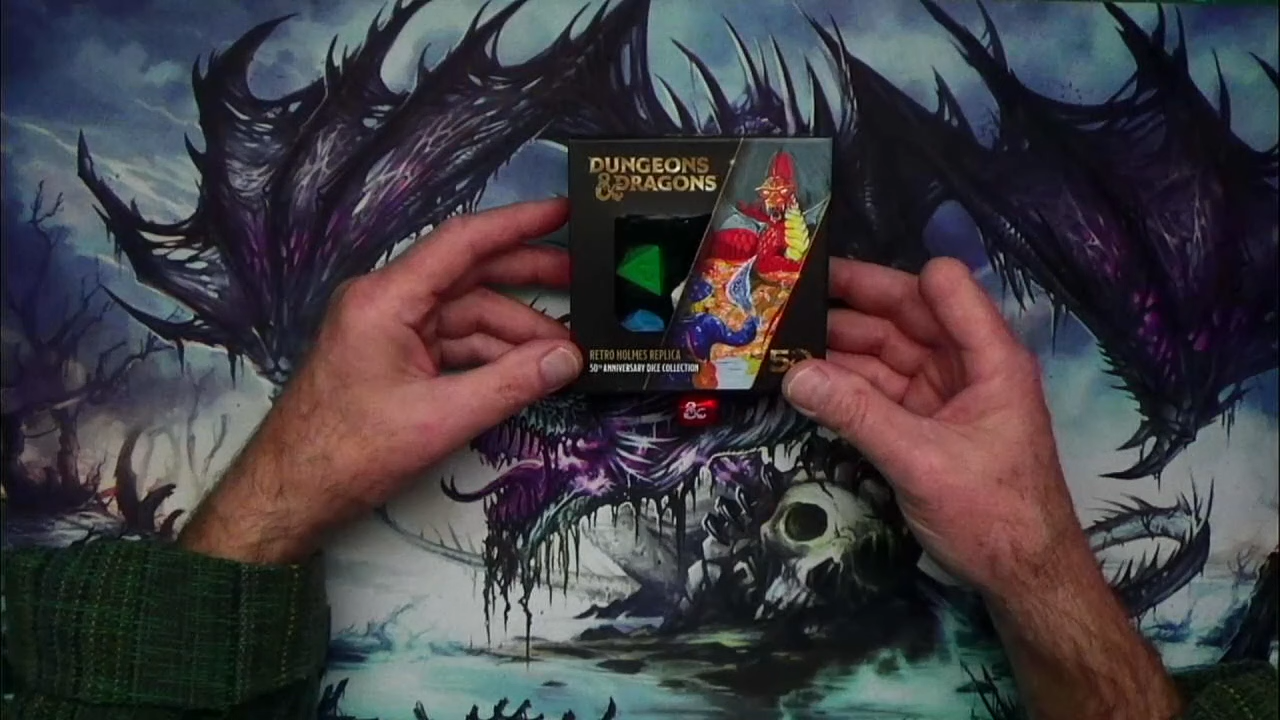 DUNGEONS
& DRAGONS
RETRO HOLMES REPLICA
50TH ANNIVERSARY DICE COLLECTION
50
&